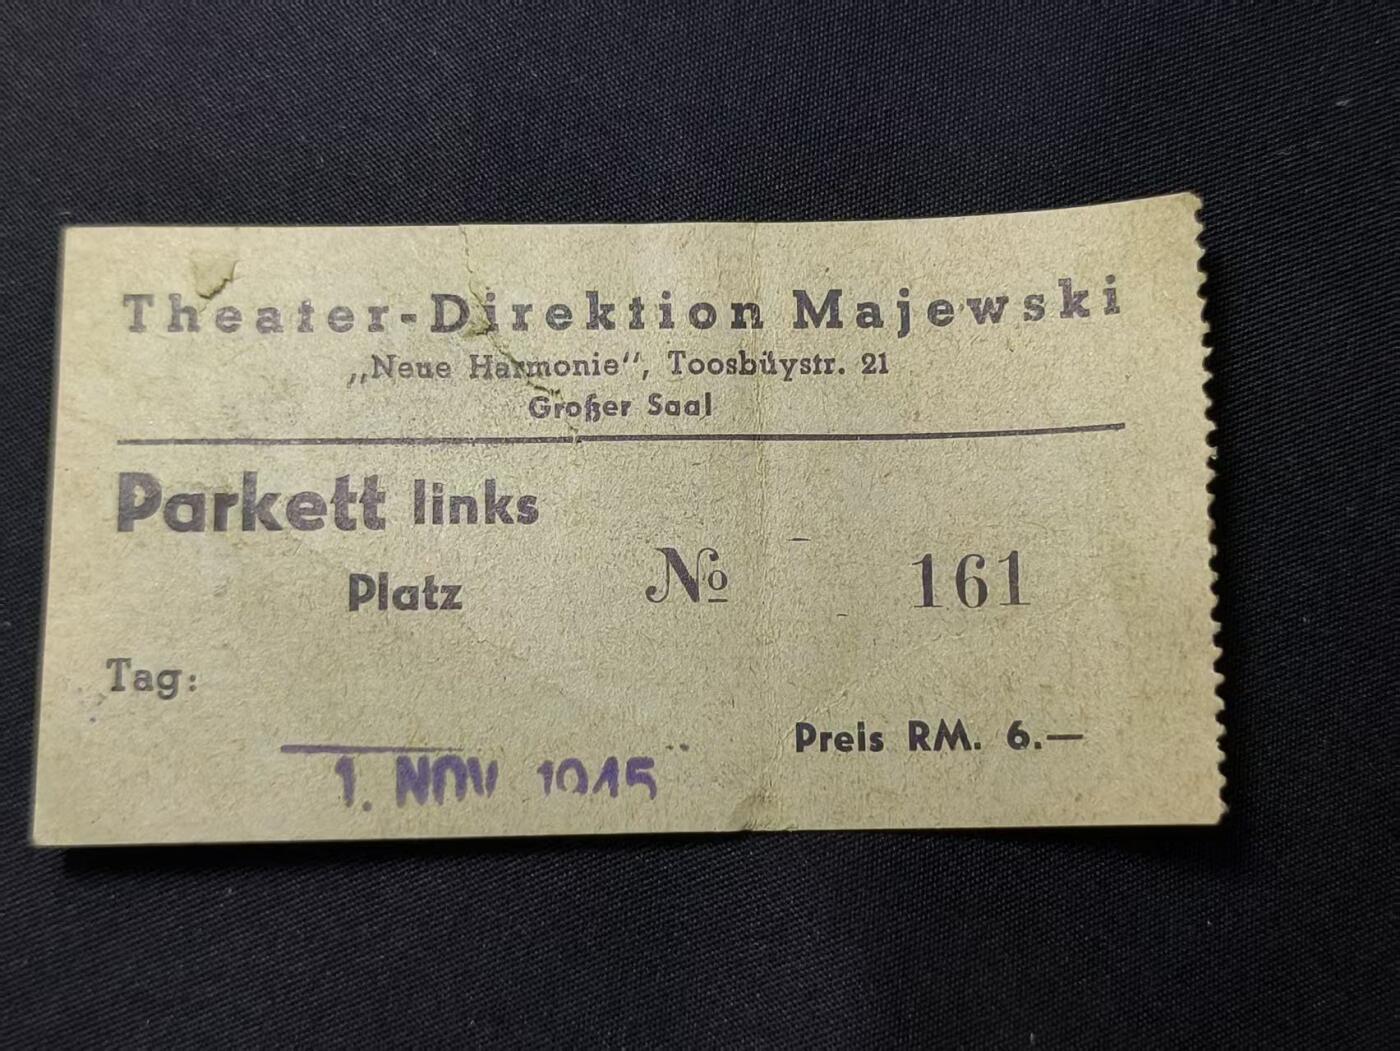 Theater-Direktion Majewski
„Neue Harmonie“, Toosbüystr. 21
Großer Saal
Parkett links
Platz № 161
Tag:
Preis RM. 6.—
1. NOV 1945